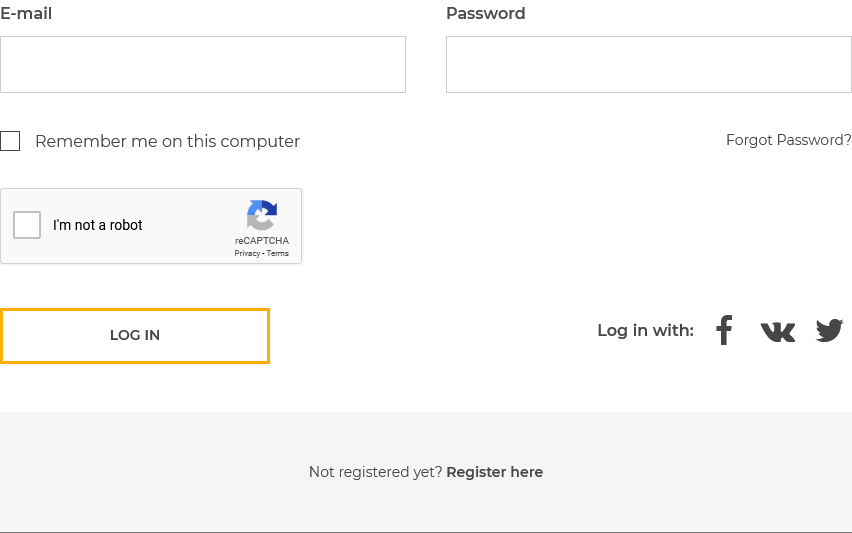 E-mail
Password
Remember me on this computer
Forgot Password?
I'm not a robot
reCAPTCHA
Privacy - Terms
LOG IN
Log in with:
Not registered yet? Register here